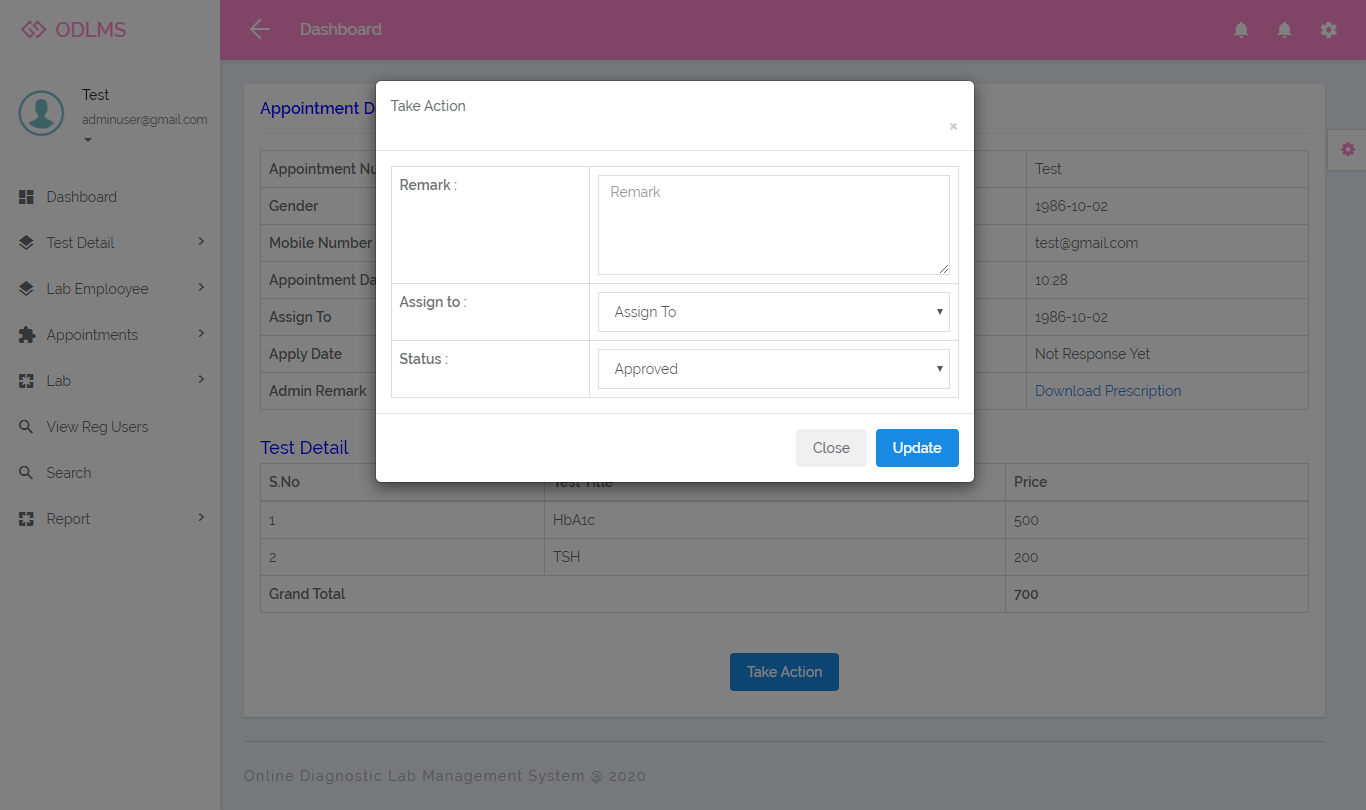 ODLMS
Dashboard
Test
adminuser@gmail.com
Dashboard
Test Detail
Lab Emplooyee
Appointments
Lab
View Reg Users
Search
Report
Take Action
×
Remark :
Remark
Assign to :
Assign To
Status :
Approved
Close
Update
Appointment D
Appointment Nu
Test
Gender
1986-10-02
Mobile Number
test@gmail.com
Appointment Da
10:28
Assign To
1986-10-02
Apply Date
Not Response Yet
Admin Remark
Download Prescription
Test Detail
S.No
Test Title
Price
1
HbA1c
500
2
TSH
200
Grand Total
700
Take Action
Online Diagnostic Lab Management System @ 2020